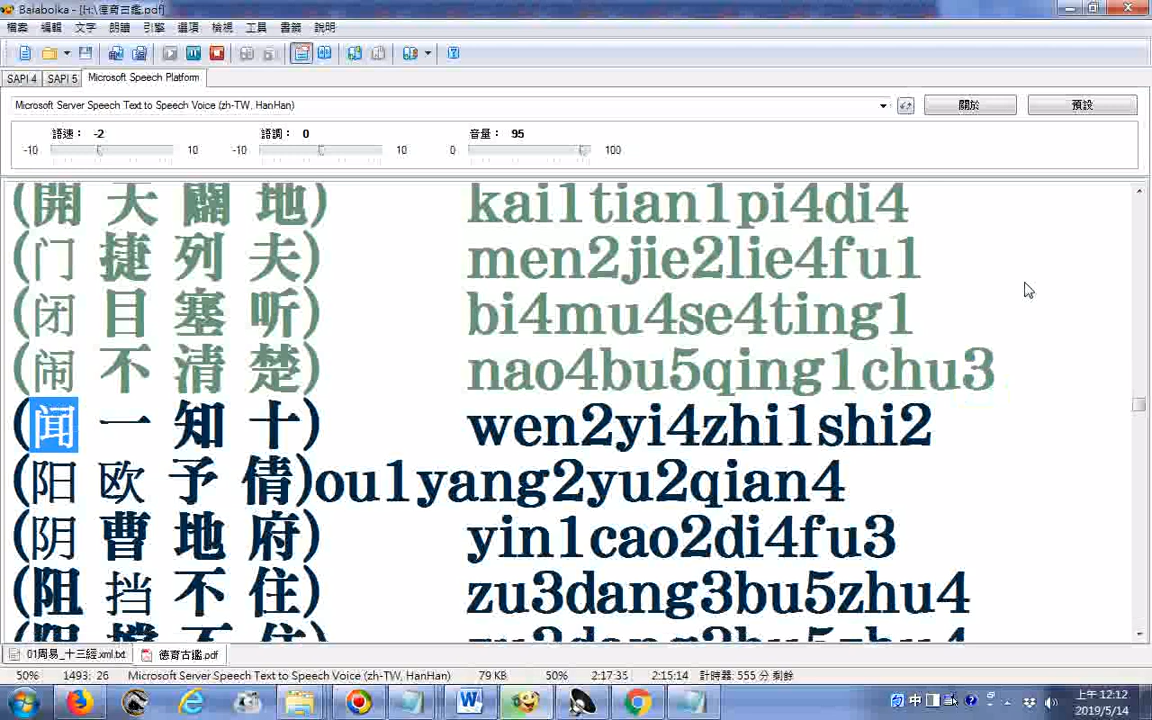 Balabolka - [H:\德育古鑑.pdf]
檔案 編輯 文字 朗讀 引擎 選項 檢視 工具 書籤 說明
SAPI 4 SAPI 5 Microsoft Speech Platform
Microsoft Server Speech Text to Speech Voice (zh-TW, HanHan) 關於 預設
語速： -2 語調： 0 音量： 95
-10 10 -10 10 0 100
(開 天 闢 地) kai1tian1pi4di4
(门 捷 列 夫) men2jie2lie4fu1
(闭 目 塞 听) bi4mu4se4ting1
(闹 不 清 楚) nao4bu5qing1chu3
(闻 一 知 十) wen2yi4zhi1shi2
(阳 欧 予 倩)ou1yang2yu2qian4
(阴 曹 地 府) yin1cao2di4fu3
(阻 挡 不 住) zu3dang3bu5zhu4
(阻 擋 不 住) zu3dang3bu5zhu4
01周易_十三經.xml.txt 德育古鑑.pdf
50% 1493: 26 Microsoft Server Speech Text to Speech Voice (zh-TW, HanHan) 79 KB 50% 2:17:35 2:15:14 計時器: 555 分 剩餘
中 上午 12:12
2019/5/14